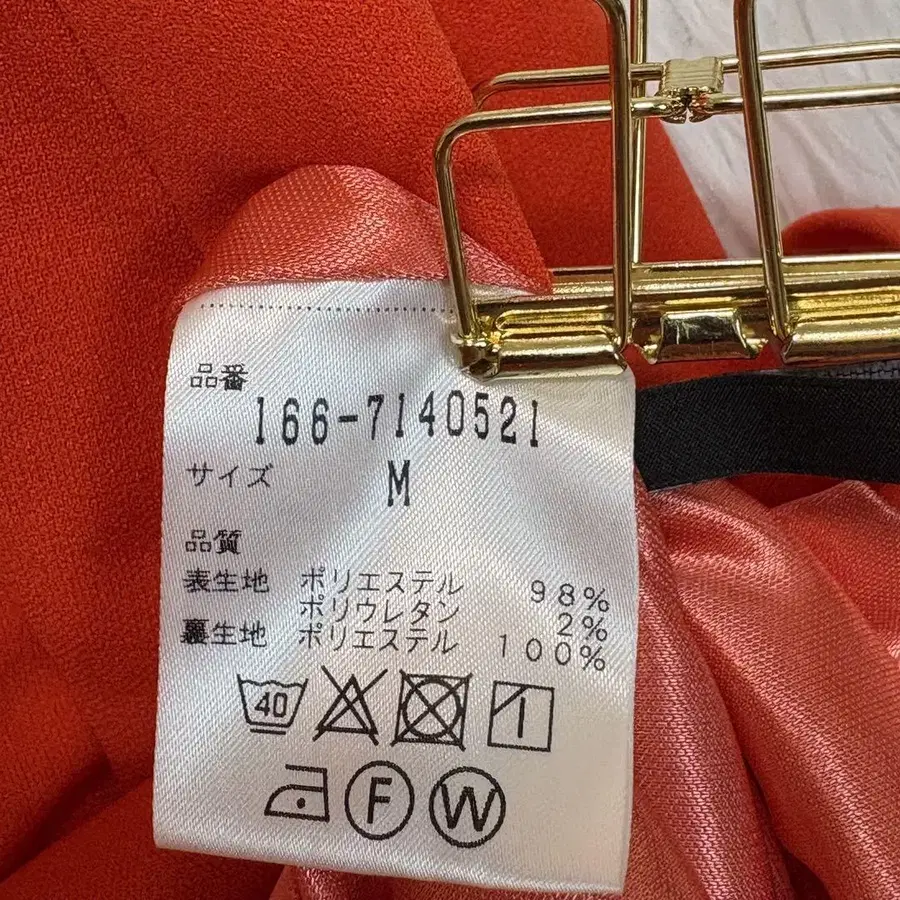 品番
166-7140521
サイズ M
品質
表生地 ポリエステル 98%
ポリウレタン 2%
裏生地 ポリエステル 100%
40
F W